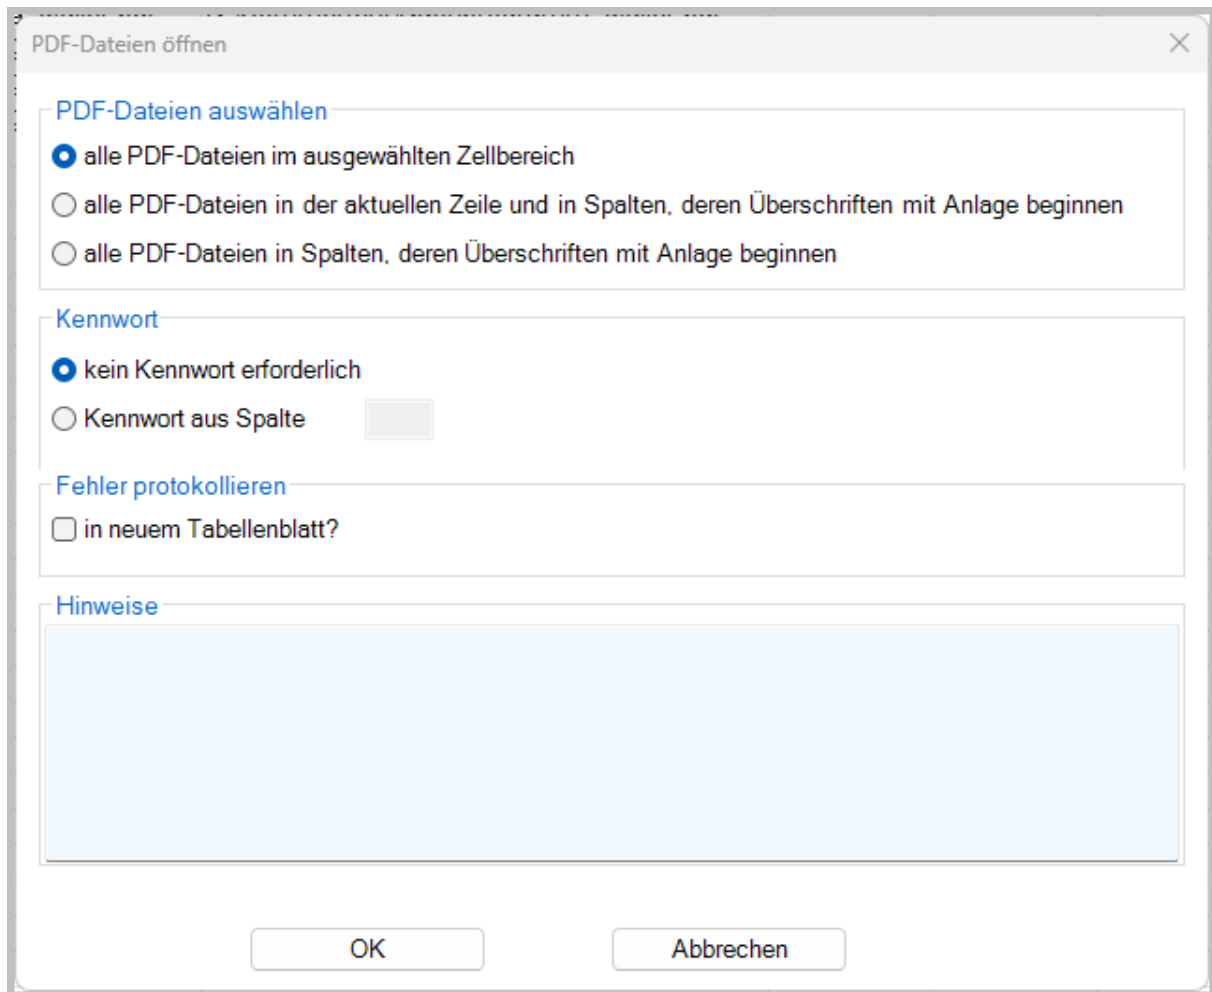 PDF-Dateien öffnen
PDF-Dateien auswählen
alle PDF-Dateien im ausgewählten Zellbereich
alle PDF-Dateien in der aktuellen Zeile und in Spalten, deren Überschriften mit Anlage beginnen
alle PDF-Dateien in Spalten, deren Überschriften mit Anlage beginnen
Kennwort
kein Kennwort erforderlich
Kennwort aus Spalte
Fehler protokollieren
in neuem Tabellenblatt?
Hinweise
OK
Abbrechen